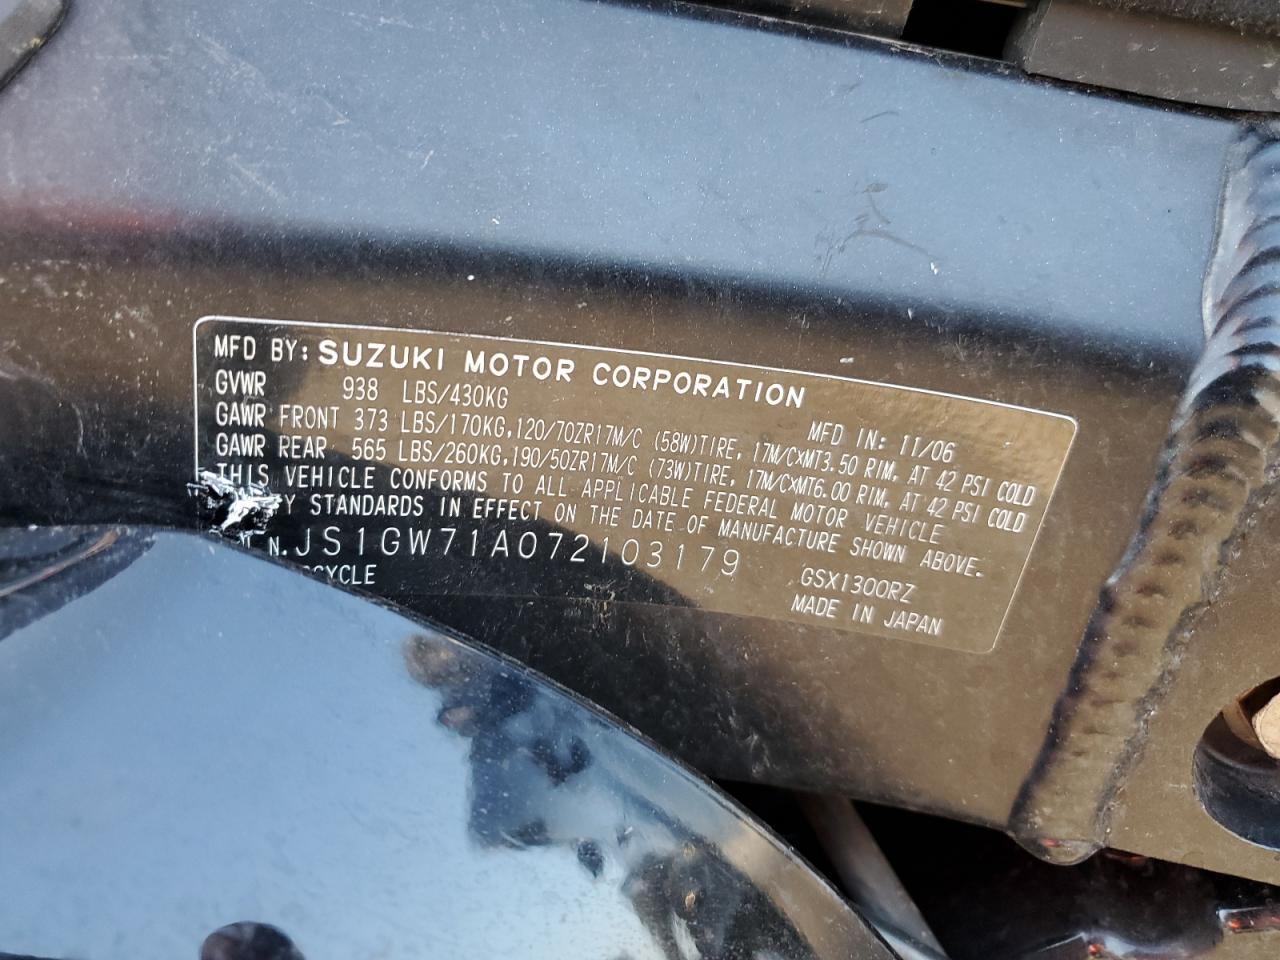 MFD BY: SUZUKI MOTOR CORPORATION
MFD IN: 11/06
GVWR 938 LBS/430KG
GAWR FRONT 373 LBS/170KG, 120/70ZR17M/C (58W)TIRE, 17M/CXMT3.50 RIM, AT 42 PSI COLD
GAWR REAR 565 LBS/260KG, 190/50ZR17M/C (73W)TIRE, 17M/CXMT6.00 RIM, AT 42 PSI COLD
THIS VEHICLE CONFORMS TO ALL APPLICABLE FEDERAL MOTOR VEHICLE
Y STANDARDS IN EFFECT ON THE DATE OF MANUFACTURE SHOWN ABOVE.
N. JS1GW71A072103179
CYCLE
GSX1300RZ
MADE IN JAPAN